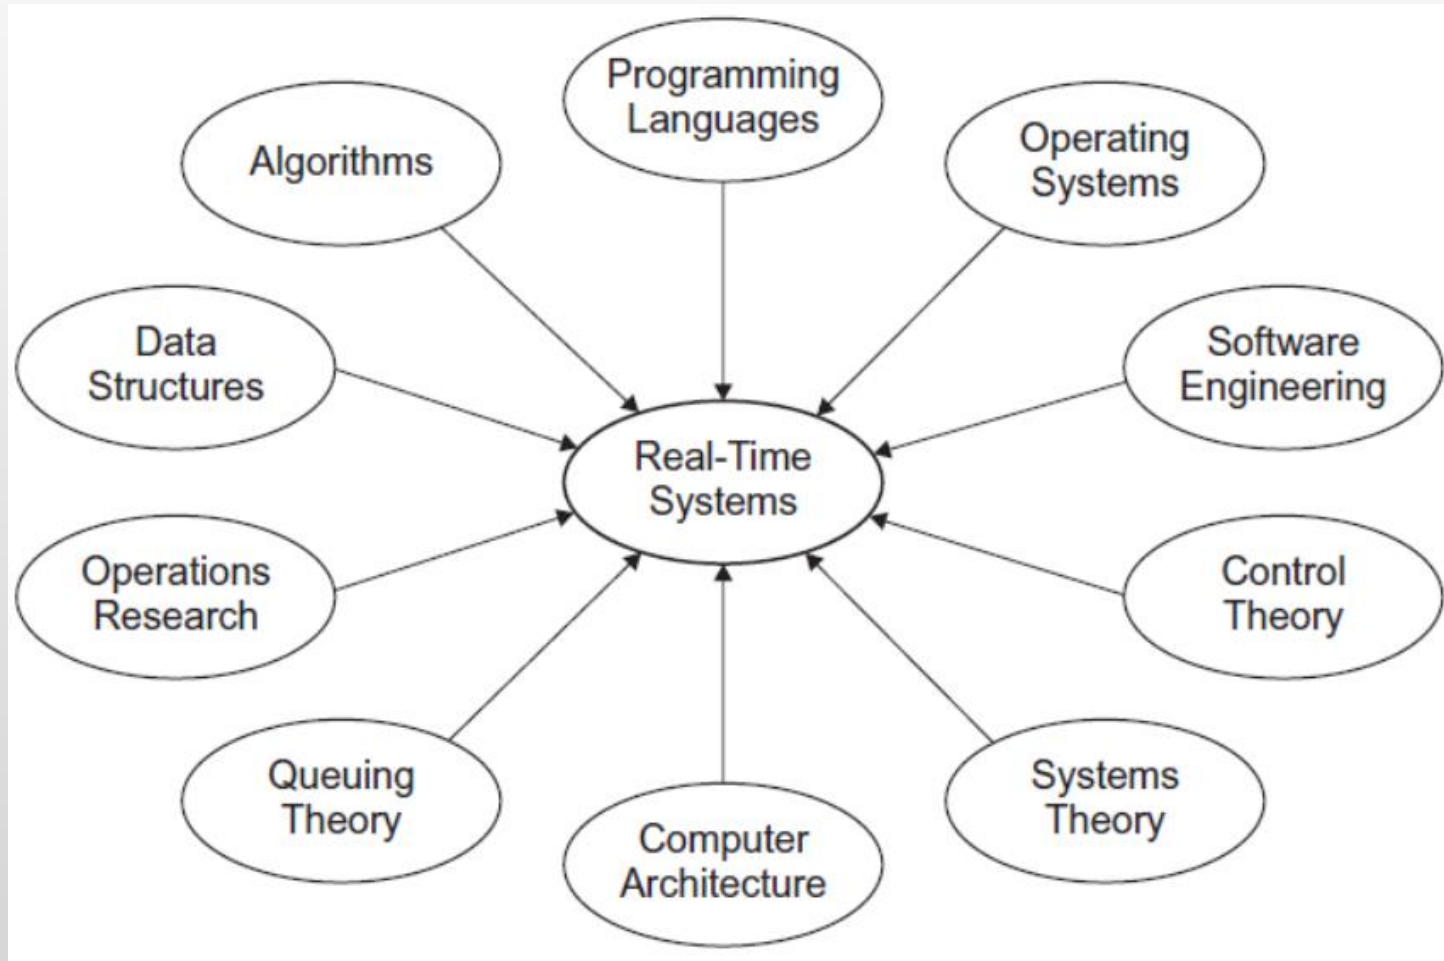 Programming
Languages
Algorithms
Operating
Systems
Data
Structures
Software
Engineering
Real-Time
Systems
Operations
Research
Control
Theory
Queuing
Theory
Systems
Theory
Computer
Architecture